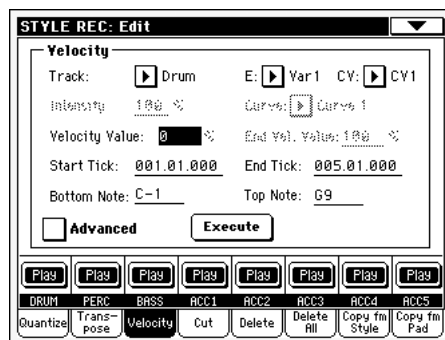 STYLE REC: Edit
Velocity
Track: Drum E: Var1 CV: CV1
Intensity 100 % Curve: Curve 1
Velocity Value: 0 % End Vel. Value: 100 %
Start Tick: 001.01.000 End Tick: 005.01.000
Bottom Note: C-1 Top Note: G9
Advanced Execute
Play Play Play Play Play Play Play Play
DRUM PERC BASS ACC1 ACC2 ACC3 ACC4 ACC5
Quantize Trans- pose Velocity Cut Delete Delete All Copy fm Style Copy fm Pad